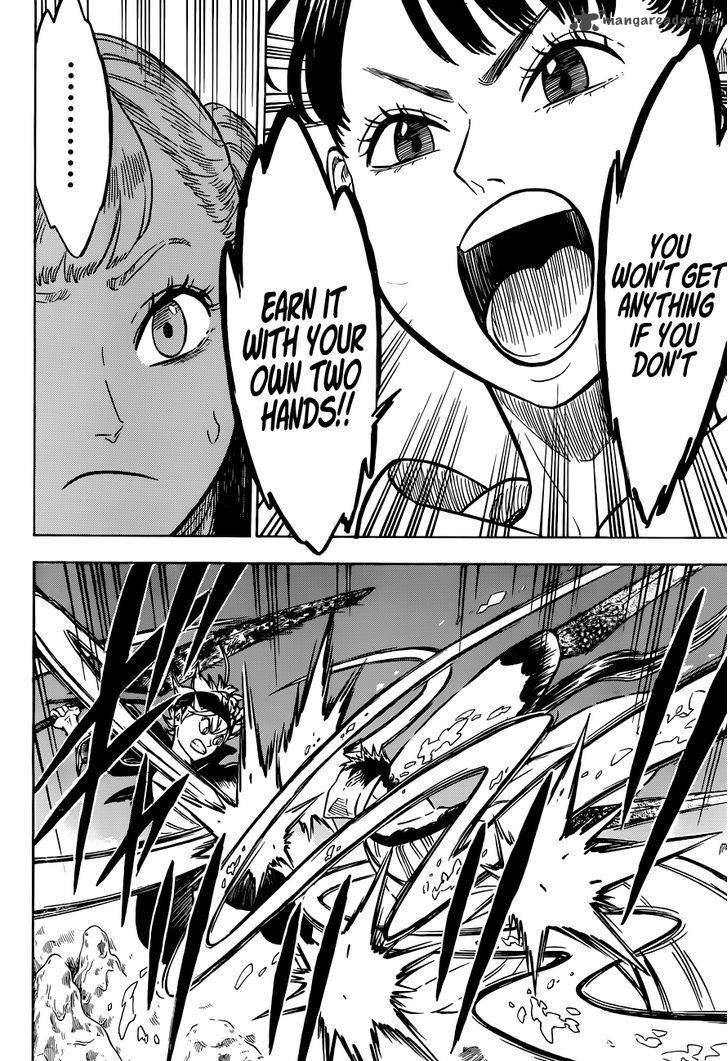 mangareader.net
YOU
WON'T GET
ANYTHING
IF YOU
DON'T
EARN IT
WITH YOUR
OWN TWO
HANDS!!
.........